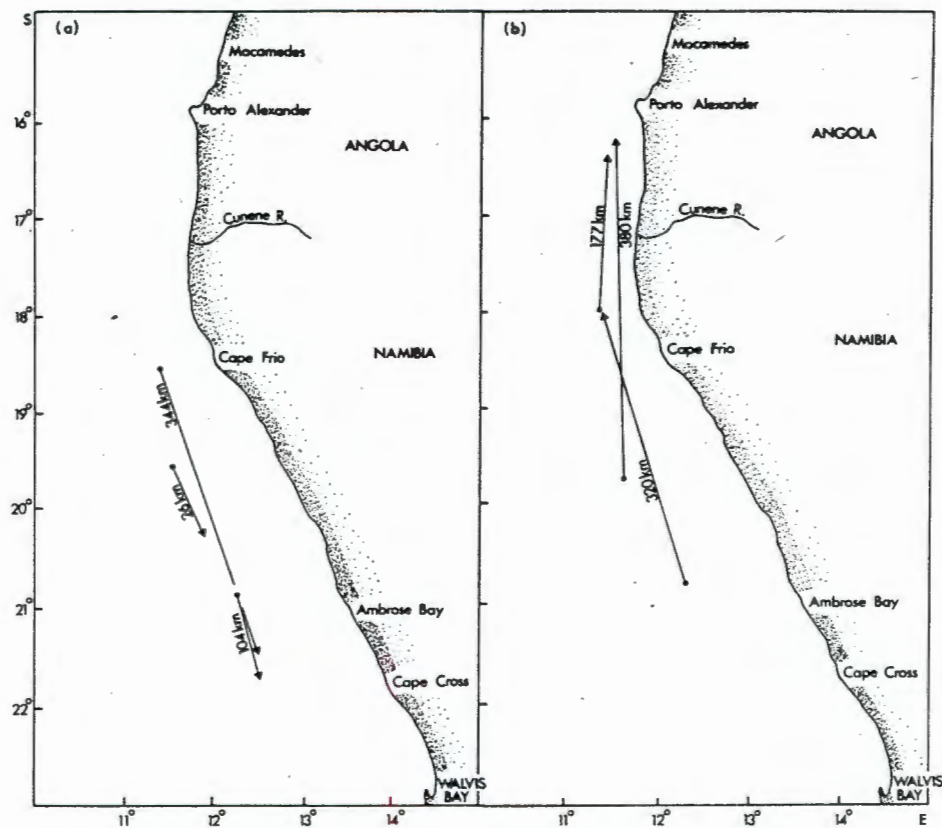 S
(a)
Mocamedes
Porto Alexander
16°
ANGOLA
17°
Cunene R.
18°
Cape Frio
NAMIBIA
19°
344 km
20°
21°
104 km
Ambrose Bay
Cape Cross
22°
WALVIS
BAY
11° 12° 13° 14°
(b)
Mocamedes
Porto Alexander
ANGOLA
Cunene R.
177 km
380 km
Cape Frio
NAMIBIA
320 km
Ambrose Bay
Cape Cross
WALVIS
BAY
11° 12° 13° 14° E